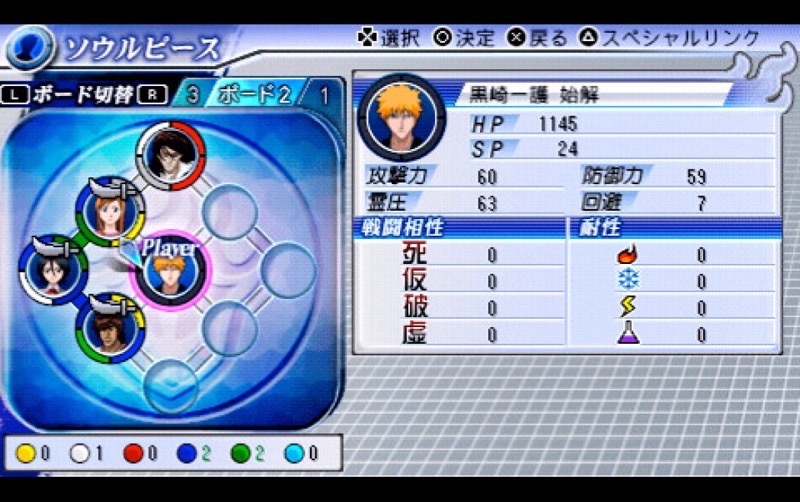 ソウルピース
選択 決定 戻る スペシャルリンク
L ボード切替 R 3 ボード2 1
黒崎一護 始解
HP 1145
SP 24
攻撃力 60 防御力 59
霊圧 63 回避 7
戦闘相性 耐性
死 0 0
仮 0 0
破 0 0
虚 0 0
Player
0 1 0 2 2 0